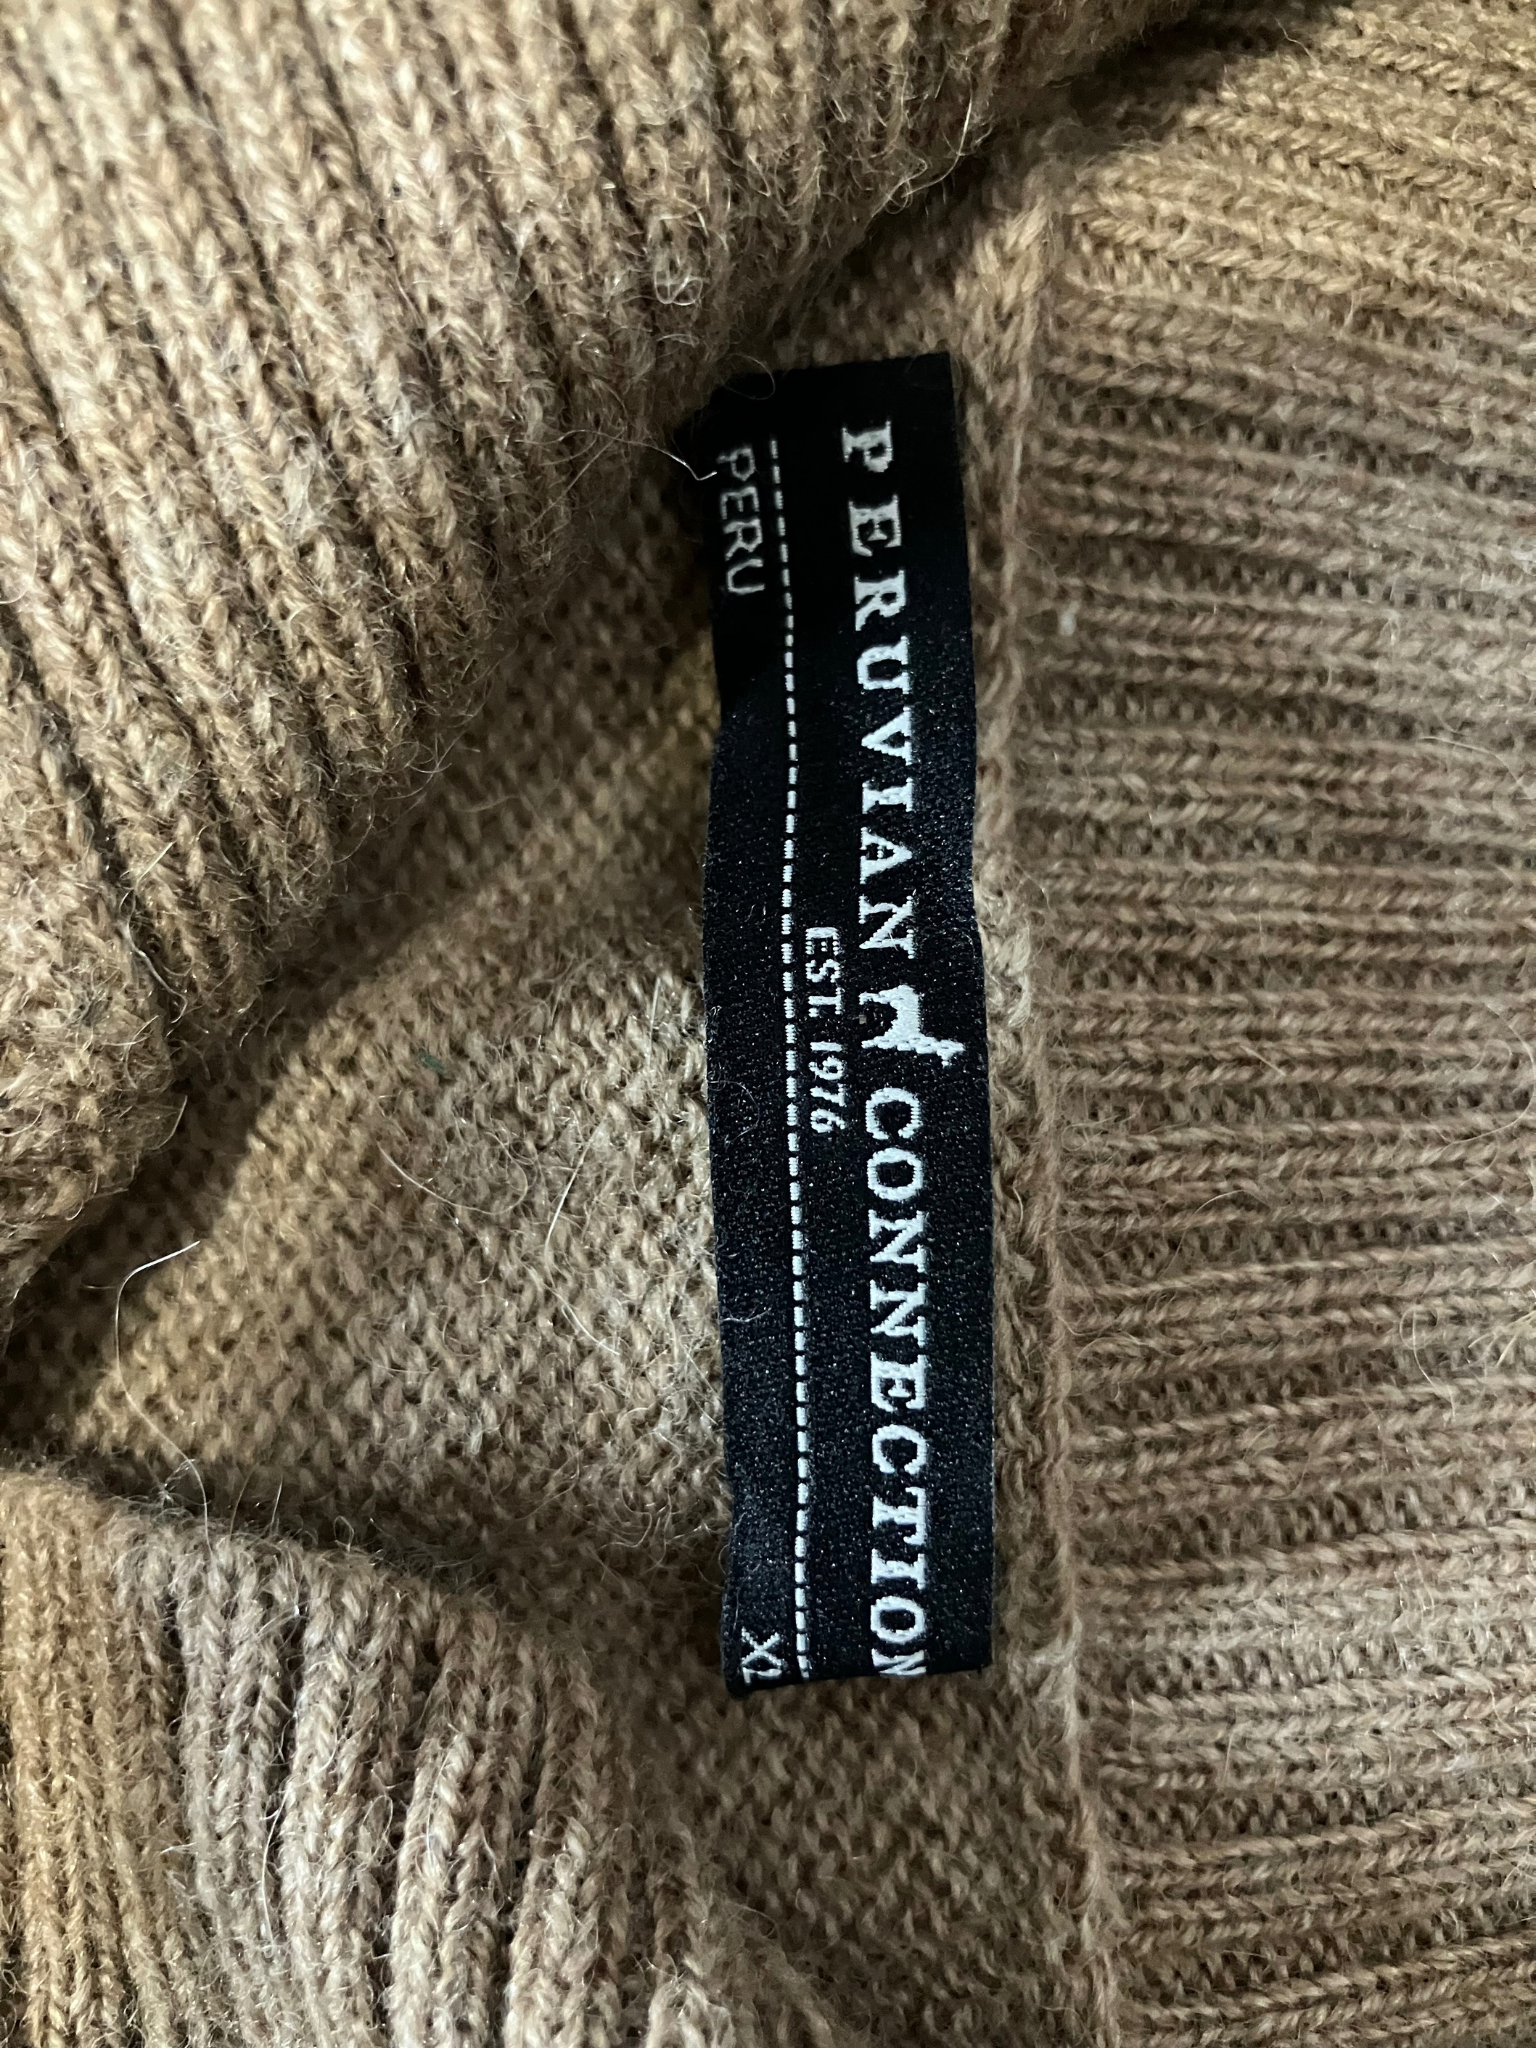 PERUVIAN CONNECTION
EST. 1976
PERU